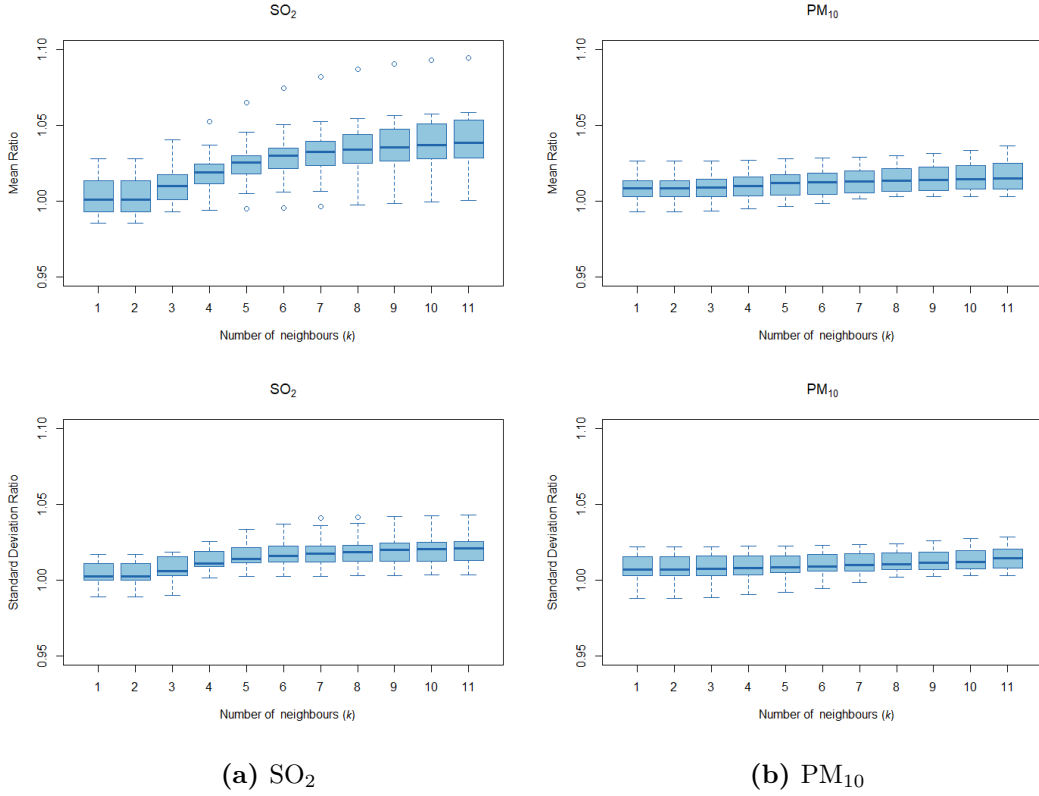 SO₂
Mean Ratio
1.10
1.05
1.00
0.95
1 2 3 4 5 6 7 8 9 10 11
Number of neighbours (k)
PM₁₀
Mean Ratio
1.10
1.05
1.00
0.95
1 2 3 4 5 6 7 8 9 10 11
Number of neighbours (k)
SO₂
Standard Deviation Ratio
1.10
1.05
1.00
0.95
1 2 3 4 5 6 7 8 9 10 11
Number of neighbours (k)
PM₁₀
Standard Deviation Ratio
1.10
1.05
1.00
0.95
1 2 3 4 5 6 7 8 9 10 11
Number of neighbours (k)
(a) SO₂
(b) PM₁₀